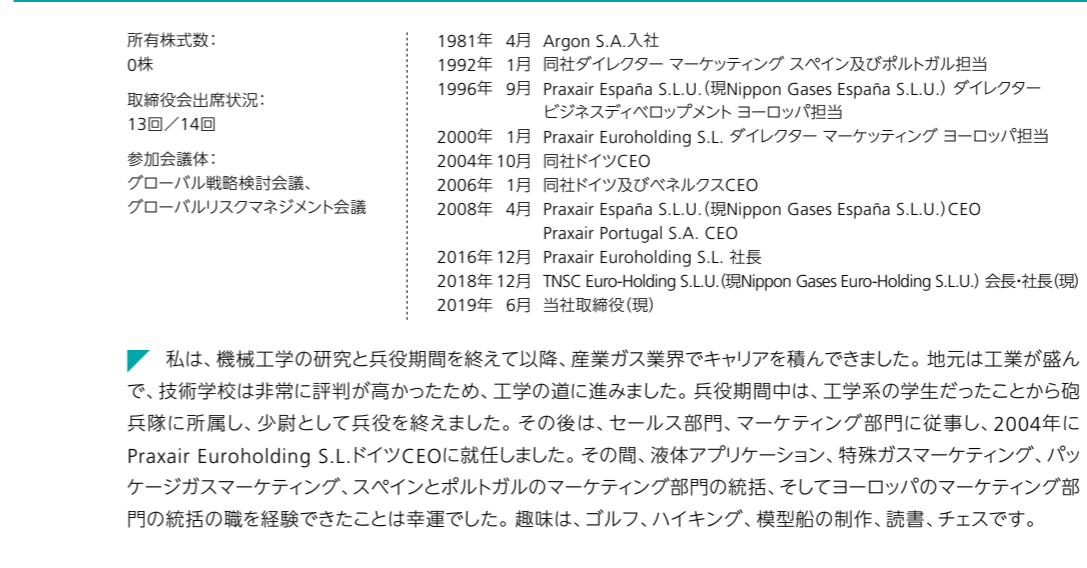 所有株式数：
0株
取締役会出席状況：
13回／14回
参加会議体：
グローバル戦略検討会議、
グローバルリスクマネジメント会議
1981年 4月 Argon S.A.入社
1992年 1月 同社ダイレクター マーケッティング スペイン及びポルトガル担当
1996年 9月 Praxair España S.L.U.（現Nippon Gases España S.L.U.） ダイレクター
ビジネスディベロップメント ヨーロッパ担当
2000年 1月 Praxair Euroholding S.L. ダイレクター マーケッティング ヨーロッパ担当
2004年10月 同社ドイツCEO
2006年 1月 同社ドイツ及びベネルクスCEO
2008年 4月 Praxair España S.L.U.（現Nippon Gases España S.L.U.）CEO
Praxair Portugal S.A. CEO
2016年12月 Praxair Euroholding S.L. 社長
2018年12月 TNSC Euro-Holding S.L.U.（現Nippon Gases Euro-Holding S.L.U.） 会長・社長（現）
2019年 6月 当社取締役（現）
私は、機械工学の研究と兵役期間を終えて以降、産業ガス業界でキャリアを積んできました。地元は工業が盛ん
で、技術学校は非常に評判が高かったため、工学の道に進みました。兵役期間中は、工学系の学生だったことから砲
兵隊に所属し、少尉として兵役を終えました。その後は、セールス部門、マーケティング部門に従事し、2004年に
Praxair Euroholding S.L.ドイツCEOに就任しました。その間、液体アプリケーション、特殊ガスマーケティング、パッ
ケージガスマーケティング、スペインとポルトガルのマーケティング部門の統括、そしてヨーロッパのマーケティング部
門の統括の職を経験できたことは幸運でした。趣味は、ゴルフ、ハイキング、模型船の制作、読書、チェスです。